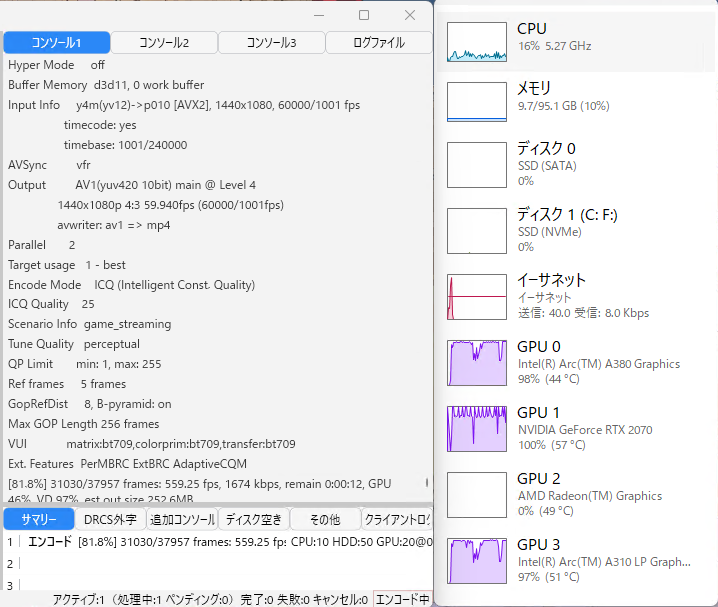 コンソール1 コンソール2 コンソール3 ログファイル
Hyper Mode off
Buffer Memory d3d11, 0 work buffer
Input Info y4m(yv12)->p010 [AVX2], 1440x1080, 60000/1001 fps
timecode: yes
timebase: 1001/240000
AVSync vfr
Output AV1(yuv420 10bit) main @ Level 4
1440x1080p 4:3 59.940fps (60000/1001fps)
avwriter: av1 => mp4
Parallel 2
Target usage 1 - best
Encode Mode ICQ (Intelligent Const. Quality)
ICQ Quality 25
Scenario Info game_streaming
Tune Quality perceptual
QP Limit min: 1, max: 255
Ref frames 5 frames
GopRefDist 8, B-pyramid: on
Max GOP Length 256 frames
VUI matrix:bt709,colorprim:bt709,transfer:bt709
Ext. Features PerMBRC ExtBRC AdaptiveCQM
[81.8%] 31030/37957 frames: 559.25 fps, 1674 kbps, remain 0:00:12, GPU
46%, VD 97%, est out size 252.6MB
サマリー DRCS外字 追加コンソール ディスク空き その他 クライアントログ
1 エンコード [81.8%] 31030/37957 frames: 559.25 fp: CPU:10 HDD:50 GPU:20@0
2
3
アクティブ:1 (処理中:1 ペンディング:0) 完了:0 失敗:0 キャンセル:0 エンコード中
CPU
16% 5.27 GHz
メモリ
9.7/95.1 GB (10%)
ディスク 0
SSD (SATA)
0%
ディスク 1 (C: F:)
SSD (NVMe)
0%
イーサネット
イーサネット
送信: 40.0 受信: 8.0 Kbps
GPU 0
Intel(R) Arc(TM) A380 Graphics
98% (44 °C)
GPU 1
NVIDIA GeForce RTX 2070
100% (57 °C)
GPU 2
AMD Radeon(TM) Graphics
0% (49 °C)
GPU 3
Intel(R) Arc(TM) A310 LP Graph...
97% (51 °C)